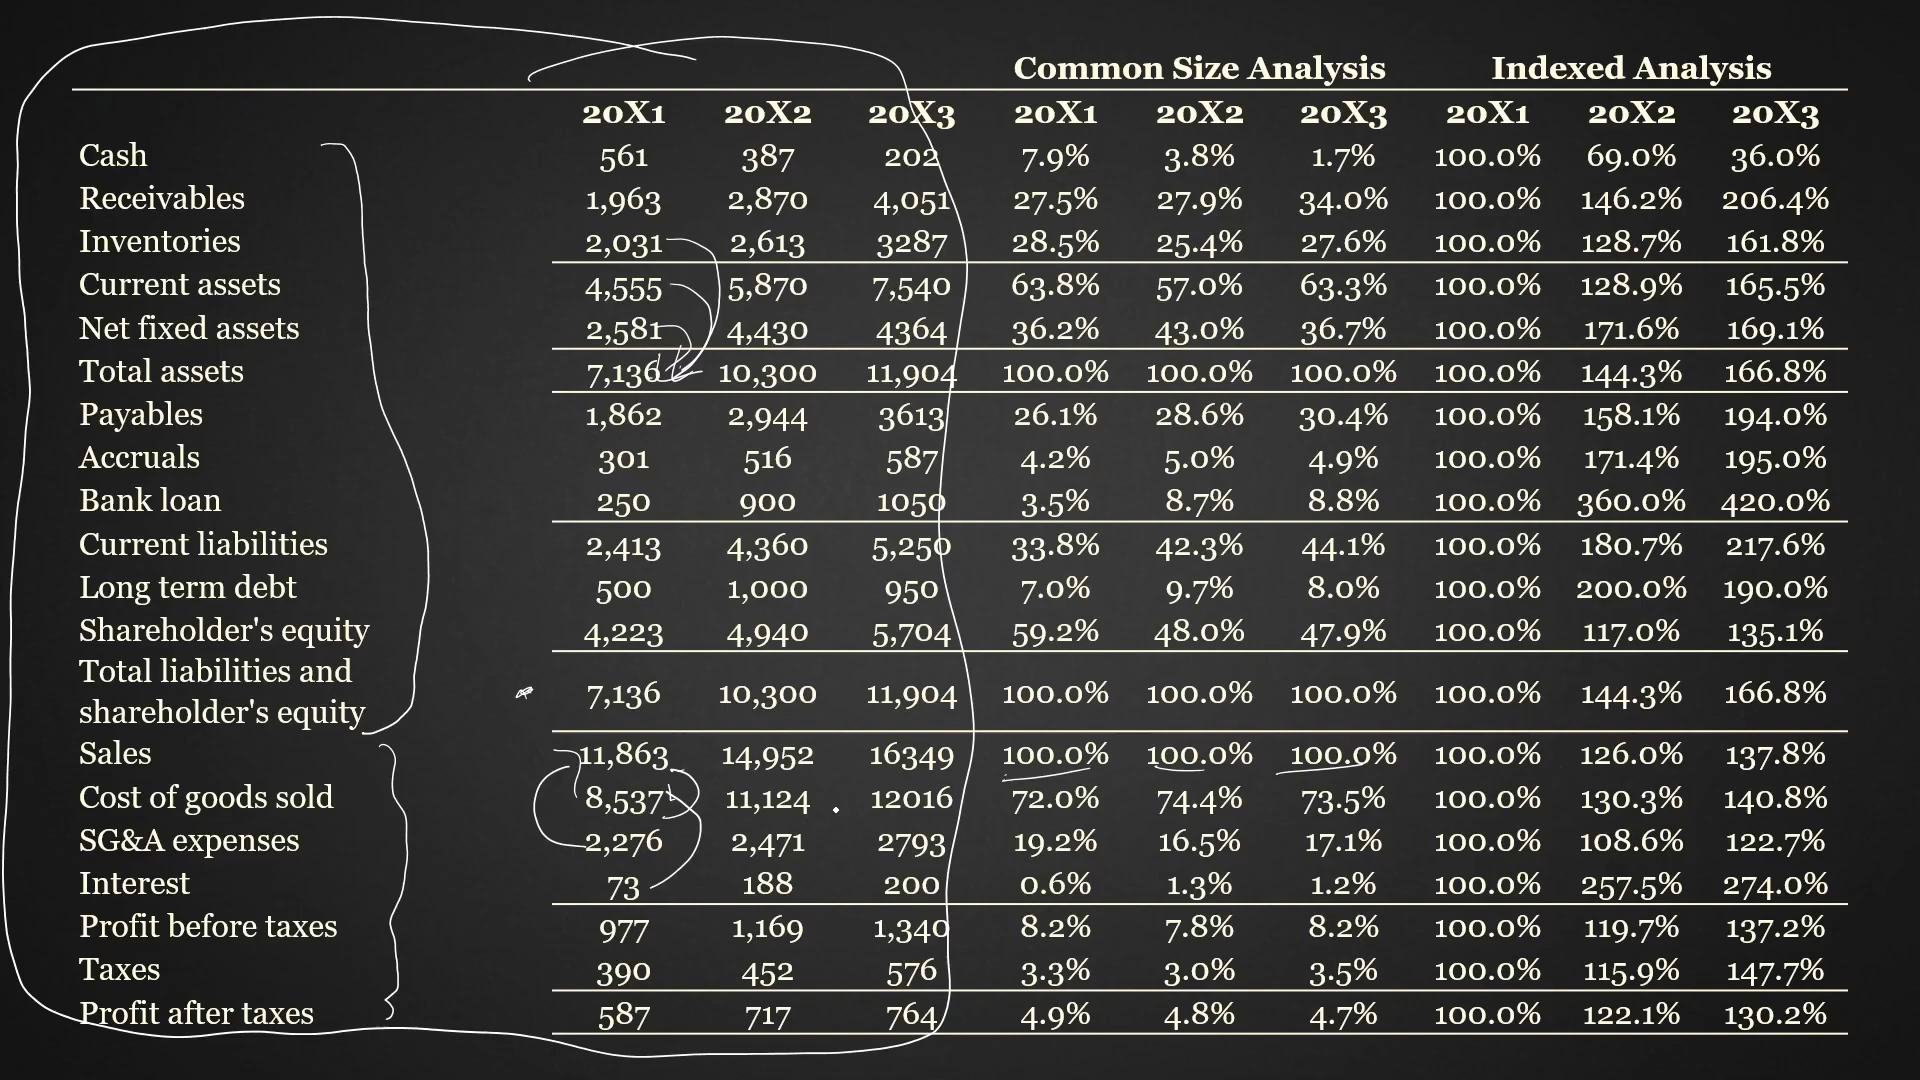 Common Size Analysis Indexed Analysis
20X1 20X2 20X3 20X1 20X2 20X3 20X1 20X2 20X3
Cash 561 387 202 7.9% 3.8% 1.7% 100.0% 69.0% 36.0%
Receivables 1,963 2,870 4,051 27.5% 27.9% 34.0% 100.0% 146.2% 206.4%
Inventories 2,031 2,613 3287 28.5% 25.4% 27.6% 100.0% 128.7% 161.8%
Current assets 4,555 5,870 7,540 63.8% 57.0% 63.3% 100.0% 128.9% 165.5%
Net fixed assets 2,581 4,430 4364 36.2% 43.0% 36.7% 100.0% 171.6% 169.1%
Total assets 7,136 10,300 11,904 100.0% 100.0% 100.0% 100.0% 144.3% 166.8%
Payables 1,862 2,944 3613 26.1% 28.6% 30.4% 100.0% 158.1% 194.0%
Accruals 301 516 587 4.2% 5.0% 4.9% 100.0% 171.4% 195.0%
Bank loan 250 900 1050 3.5% 8.7% 8.8% 100.0% 360.0% 420.0%
Current liabilities 2,413 4,360 5,250 33.8% 42.3% 44.1% 100.0% 180.7% 217.6%
Long term debt 500 1,000 950 7.0% 9.7% 8.0% 100.0% 200.0% 190.0%
Shareholder's equity 4,223 4,940 5,704 59.2% 48.0% 47.9% 100.0% 117.0% 135.1%
Total liabilities and
shareholder's equity 7,136 10,300 11,904 100.0% 100.0% 100.0% 100.0% 144.3% 166.8%
Sales 11,863 14,952 16349 100.0% 100.0% 100.0% 100.0% 126.0% 137.8%
Cost of goods sold 8,537 11,124 12016 72.0% 74.4% 73.5% 100.0% 130.3% 140.8%
SG&A expenses 2,276 2,471 2793 19.2% 16.5% 17.1% 100.0% 108.6% 122.7%
Interest 73 188 200 0.6% 1.3% 1.2% 100.0% 257.5% 274.0%
Profit before taxes 977 1,169 1,340 8.2% 7.8% 8.2% 100.0% 119.7% 137.2%
Taxes 390 452 576 3.3% 3.0% 3.5% 100.0% 115.9% 147.7%
Profit after taxes 587 717 764 4.9% 4.8% 4.7% 100.0% 122.1% 130.2%